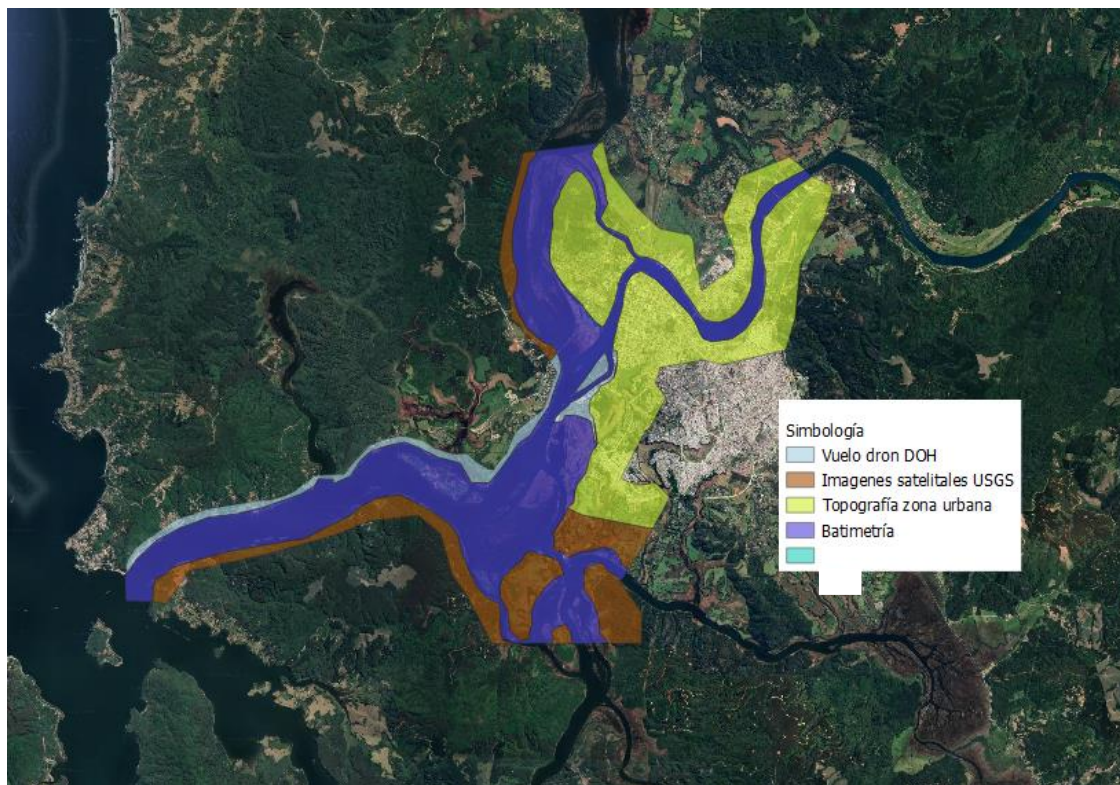 Simbología
Vuelo dron DOH
Imagenes satelitales USGS
Topografía zona urbana
Batimetría